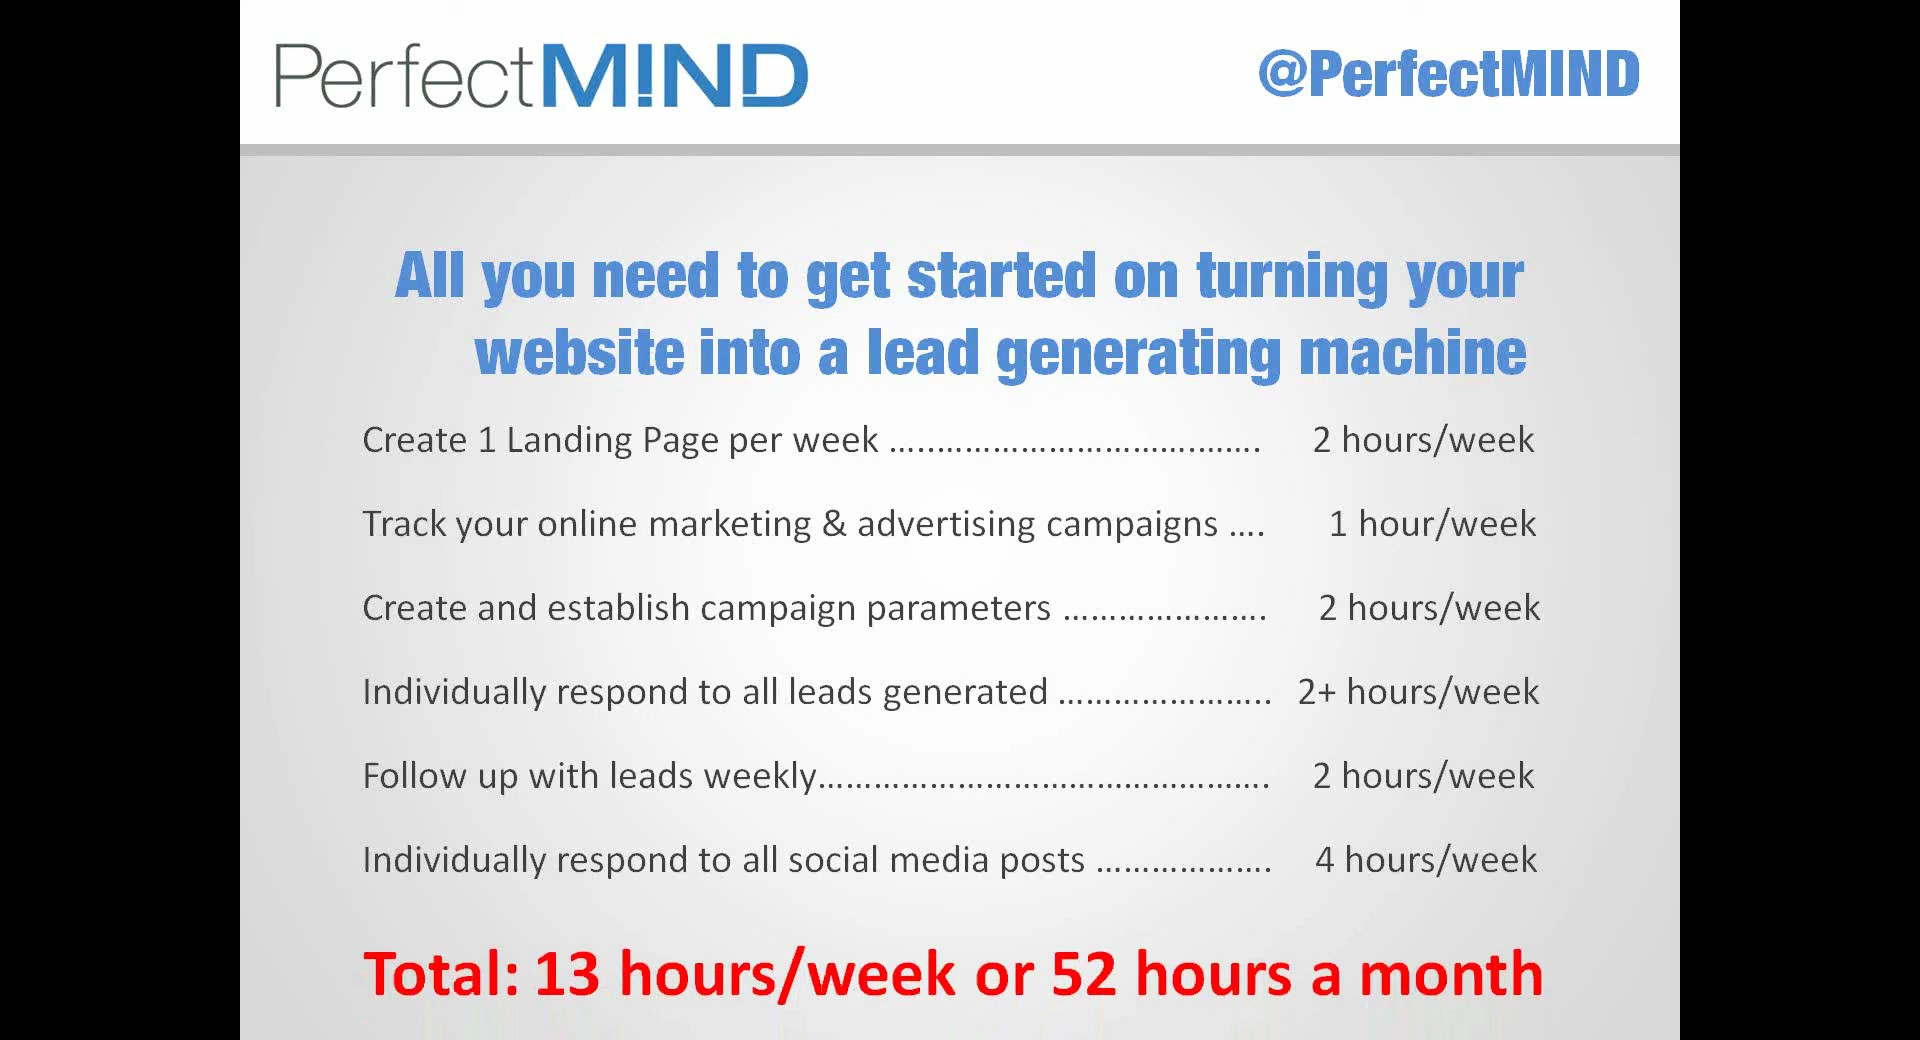 PerfectMIND
@PerfectMIND
All you need to get started on turning your
website into a lead generating machine
Create 1 Landing Page per week ........................................ 2 hours/week
Track your online marketing & advertising campaigns .... 1 hour/week
Create and establish campaign parameters ...................... 2 hours/week
Individually respond to all leads generated ....................... 2+ hours/week
Follow up with leads weekly................................................ 2 hours/week
Individually respond to all social media posts ................... 4 hours/week
Total: 13 hours/week or 52 hours a month